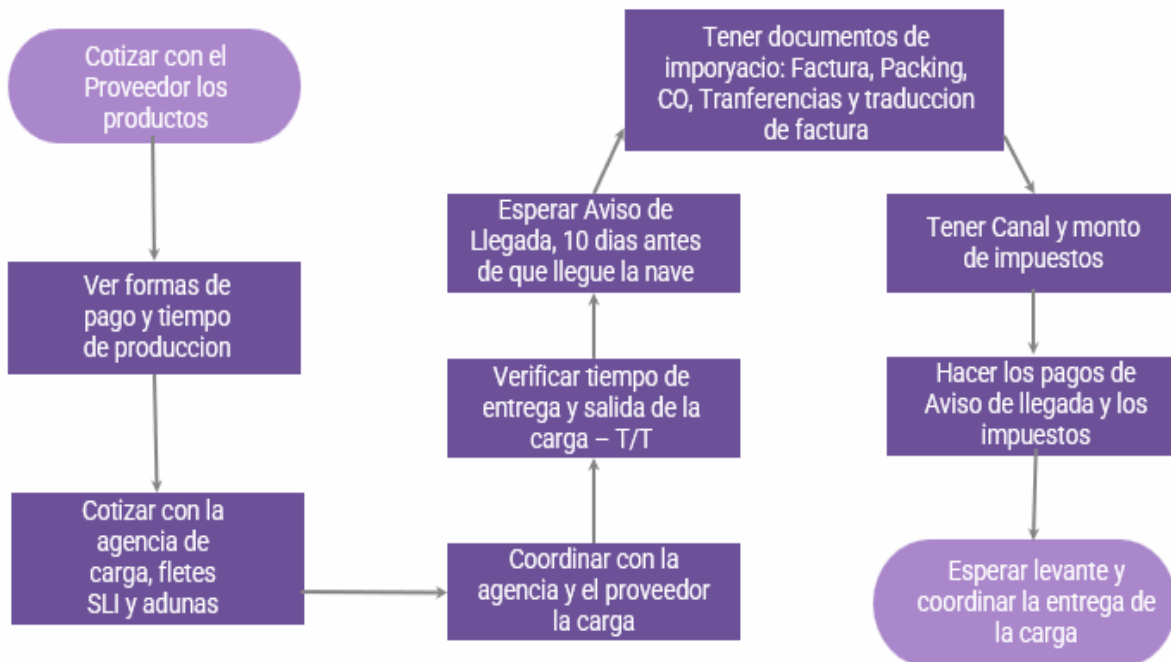 Cotizar con el
Proveedor los
productos
Ver formas de
pago y tiempo
de produccion
Cotizar con la
agencia de
carga, fletes
SLI y adunas
Coordinar con la
agencia y el proveedor
la carga
Verificar tiempo de
entrega y salida de la
carga – T/T
Esperar Aviso de
Llegada, 10 dias antes
de que llegue la nave
Tener documentos de
imporyacio: Factura, Packing,
CO, Tranferencias y traduccion
de factura
Tener Canal y monto
de impuestos
Hacer los pagos de
Aviso de llegada y los
impuestos
Esperar levante y
coordinar la entrega de
la carga